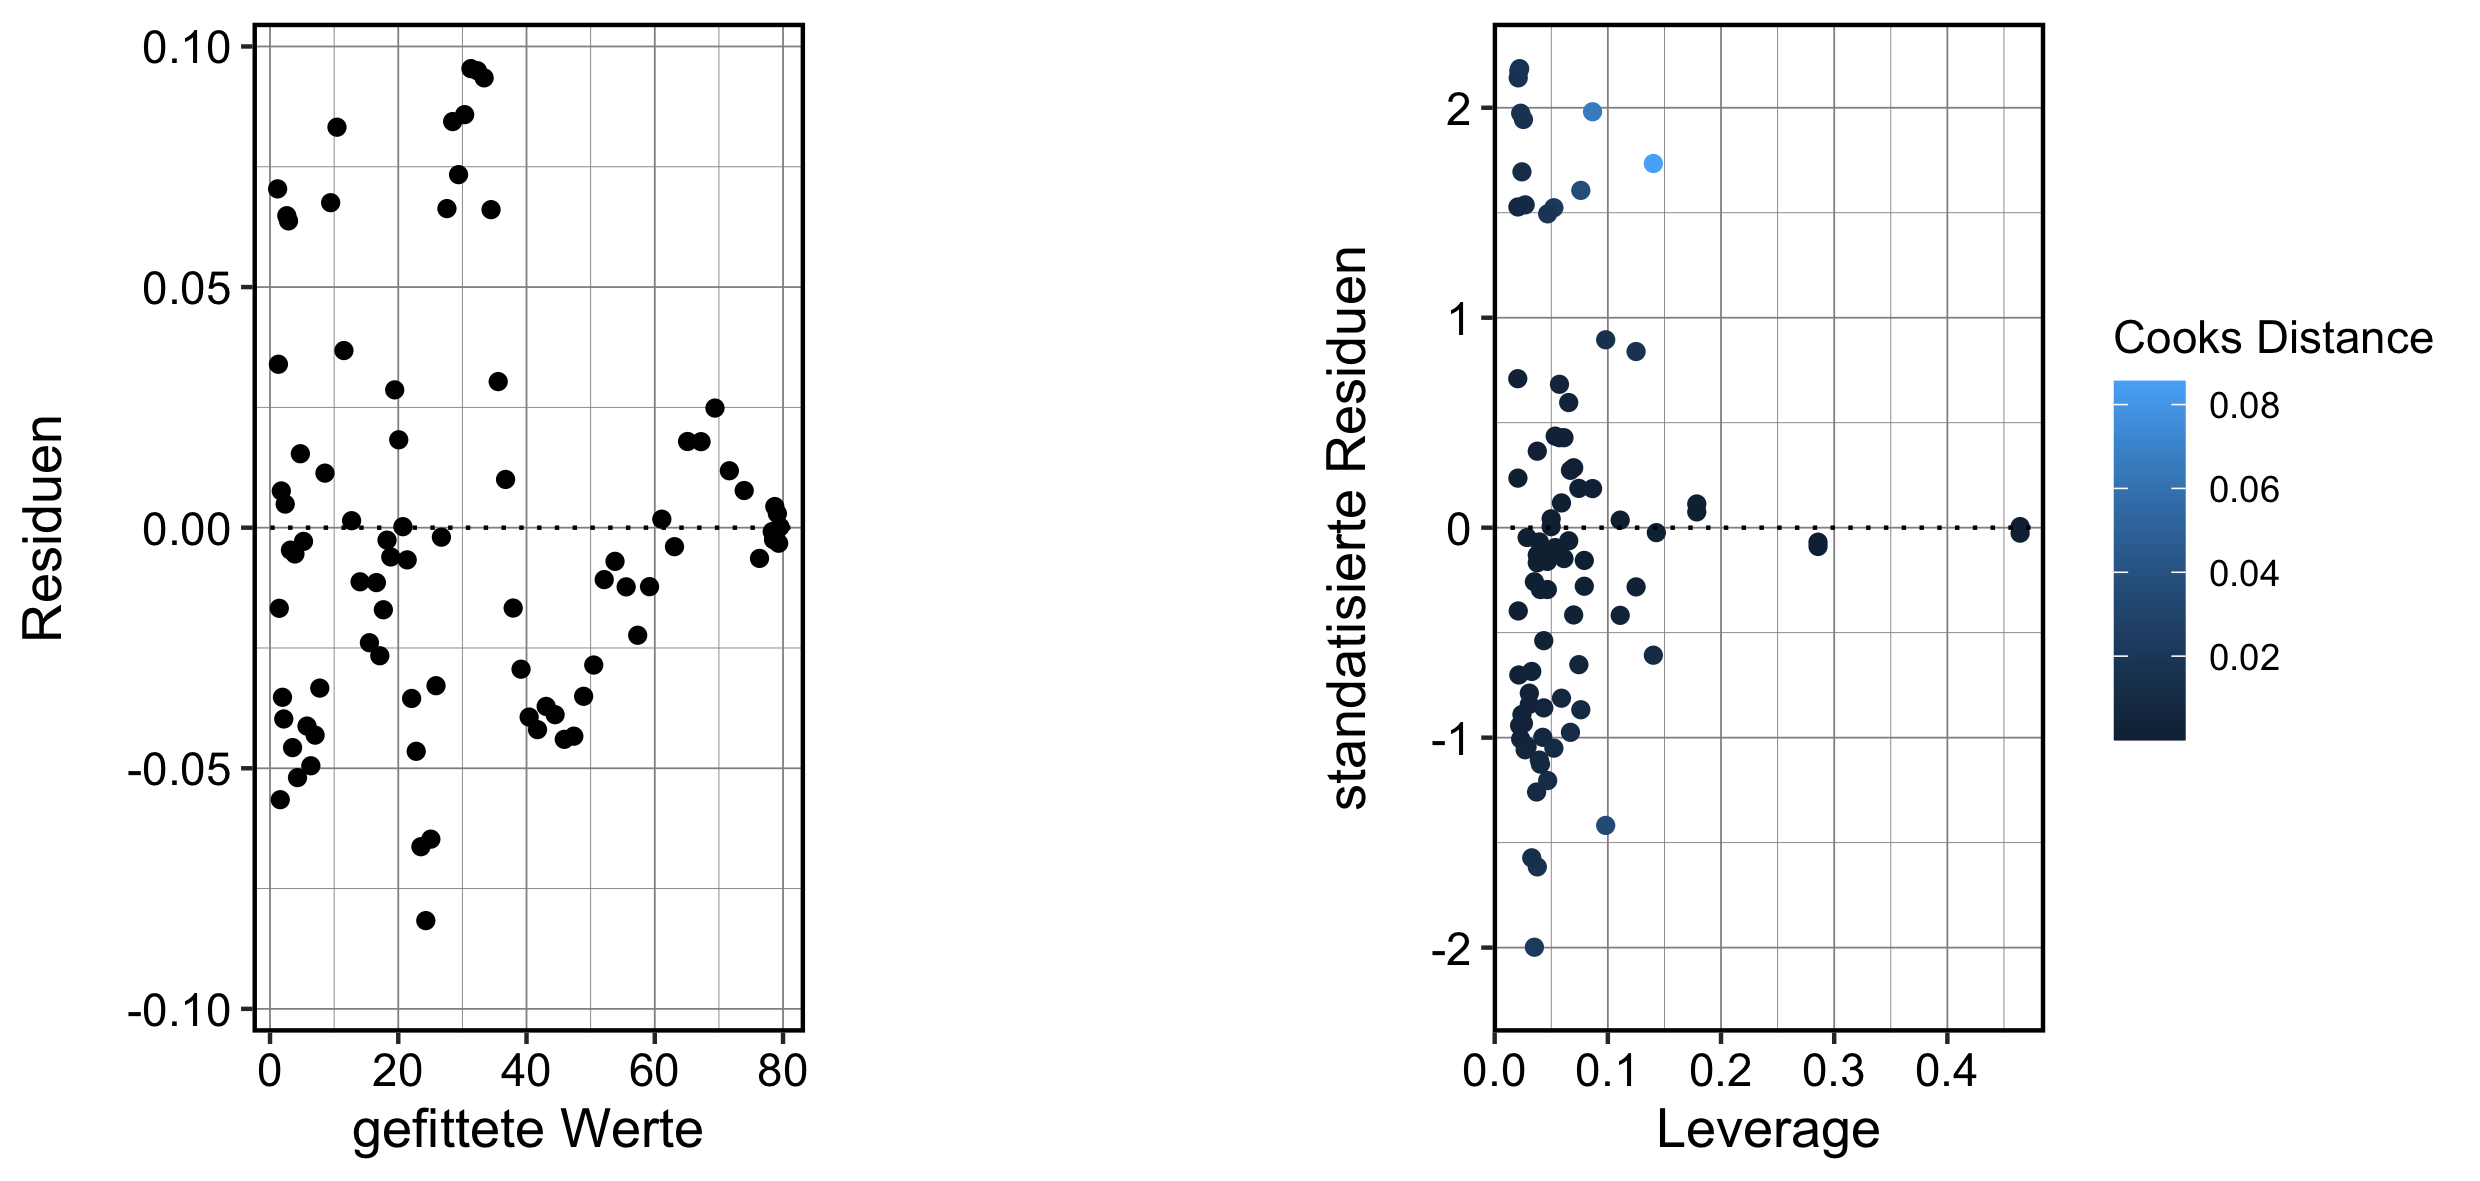 0.10
0.05
0.00
-0.05
-0.10
Residuen
0 20 40 60 80
gefittete Werte
2
1
0
-1
-2
standatisierte Residuen
0.0 0.1 0.2 0.3 0.4
Leverage
Cooks Distance
0.08
0.06
0.04
0.02